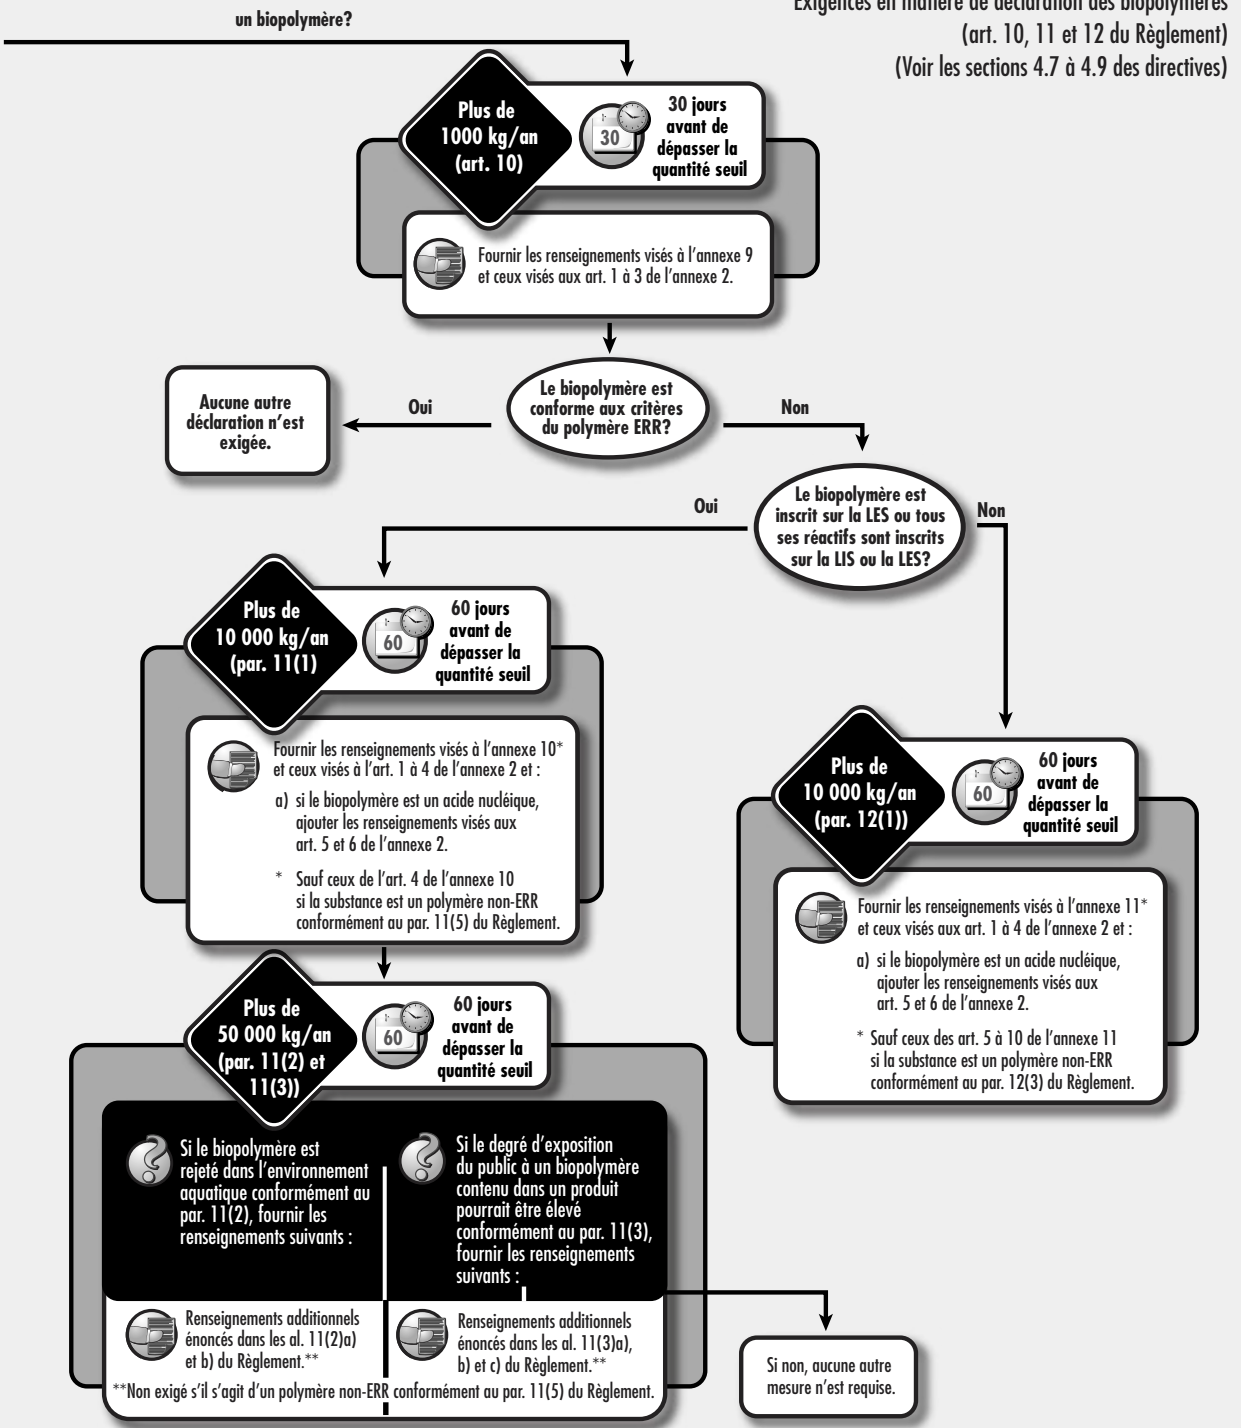 Exigences en matière de déclaration des biopolymères
(art. 10, 11 et 12 du Règlement)
(Voir les sections 4.7 à 4.9 des directives)
un biopolymère?
Plus de
1000 kg/an
(art. 10)
30
30 jours
avant de
dépasser la
quantité seuil
Fournir les renseignements visés à l'annexe 9
et ceux visés aux art. 1 à 3 de l'annexe 2.
Le biopolymère est
conforme aux critères
du polymère ERR?
Oui
Non
Aucune autre
déclaration n'est
exigée.
Le biopolymère est
inscrit sur la LES ou tous
ses réactifs sont inscrits
sur la LIS ou la LES?
Oui
Non
Plus de
10 000 kg/an
(par. 11(1)
60
60 jours
avant de
dépasser la
quantité seuil
Fournir les renseignements visés à l'annexe 10*
et ceux visés à l'art. 1 à 4 de l'annexe 2 et :
a) si le biopolymère est un acide nucléique,
ajouter les renseignements visés aux
art. 5 et 6 de l'annexe 2.
* Sauf ceux de l'art. 4 de l'annexe 10
si la substance est un polymère non-ERR
conformément au par. 11(5) du Règlement.
Plus de
10 000 kg/an
(par. 12(1))
60
60 jours
avant de
dépasser la
quantité seuil
Fournir les renseignements visés à l'annexe 11*
et ceux visés aux art. 1 à 4 de l'annexe 2 et :
a) si le biopolymère est un acide nucléique,
ajouter les renseignements visés aux
art. 5 et 6 de l'annexe 2.
* Sauf ceux des art. 5 à 10 de l'annexe 11
si la substance est un polymère non-ERR
conformément au par. 12(3) du Règlement.
Plus de
50 000 kg/an
(par. 11(2) et
11(3))
60
60 jours
avant de
dépasser la
quantité seuil
Si le biopolymère est
rejeté dans l'environnement
aquatique conformément au
par. 11(2), fournir les
renseignements suivants :
Si le degré d'exposition
du public à un biopolymère
contenu dans un produit
pourrait être élevé
conformément au par. 11(3),
fournir les renseignements
suivants :
Renseignements additionnels
énoncés dans les al. 11(2)a)
et b) du Règlement.**
Renseignements additionnels
énoncés dans les al. 11(3)a),
b) et c) du Règlement.**
**Non exigé s'il s'agit d'un polymère non-ERR conformément au par. 11(5) du Règlement.
Si non, aucune autre
mesure n'est requise.